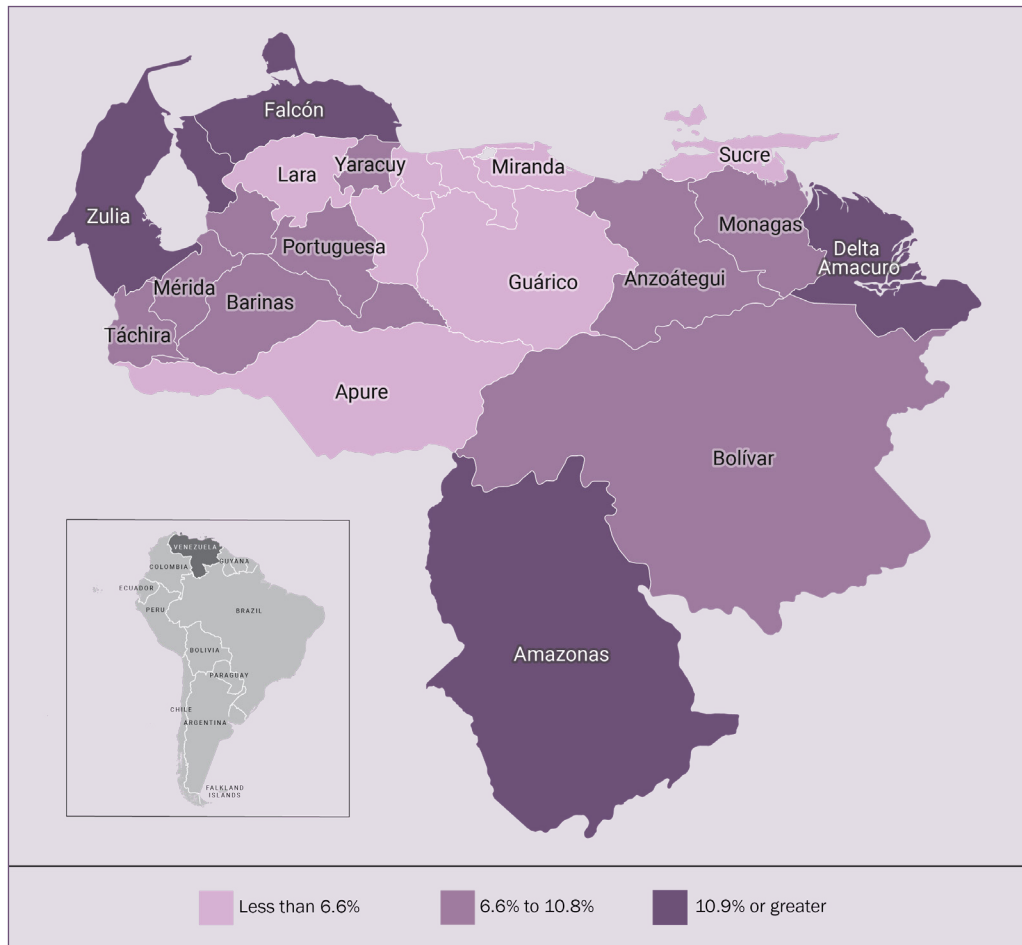 Falcón
Yaracuy
Lara
Miranda
Sucre
Zulia
Portuguesa
Monagas
Delta
Amacuro
Mérida
Barinas
Guárico
Anzoátegui
Táchira
Apure
Bolívar
Amazonas
VENEZUELA
GUYANA
COLOMBIA
ECUADOR
PERU
BRAZIL
BOLIVIA
PARAGUAY
CHILE
ARGENTINA
FALKLAND
ISLANDS
Less than 6.6%
6.6% to 10.8%
10.9% or greater